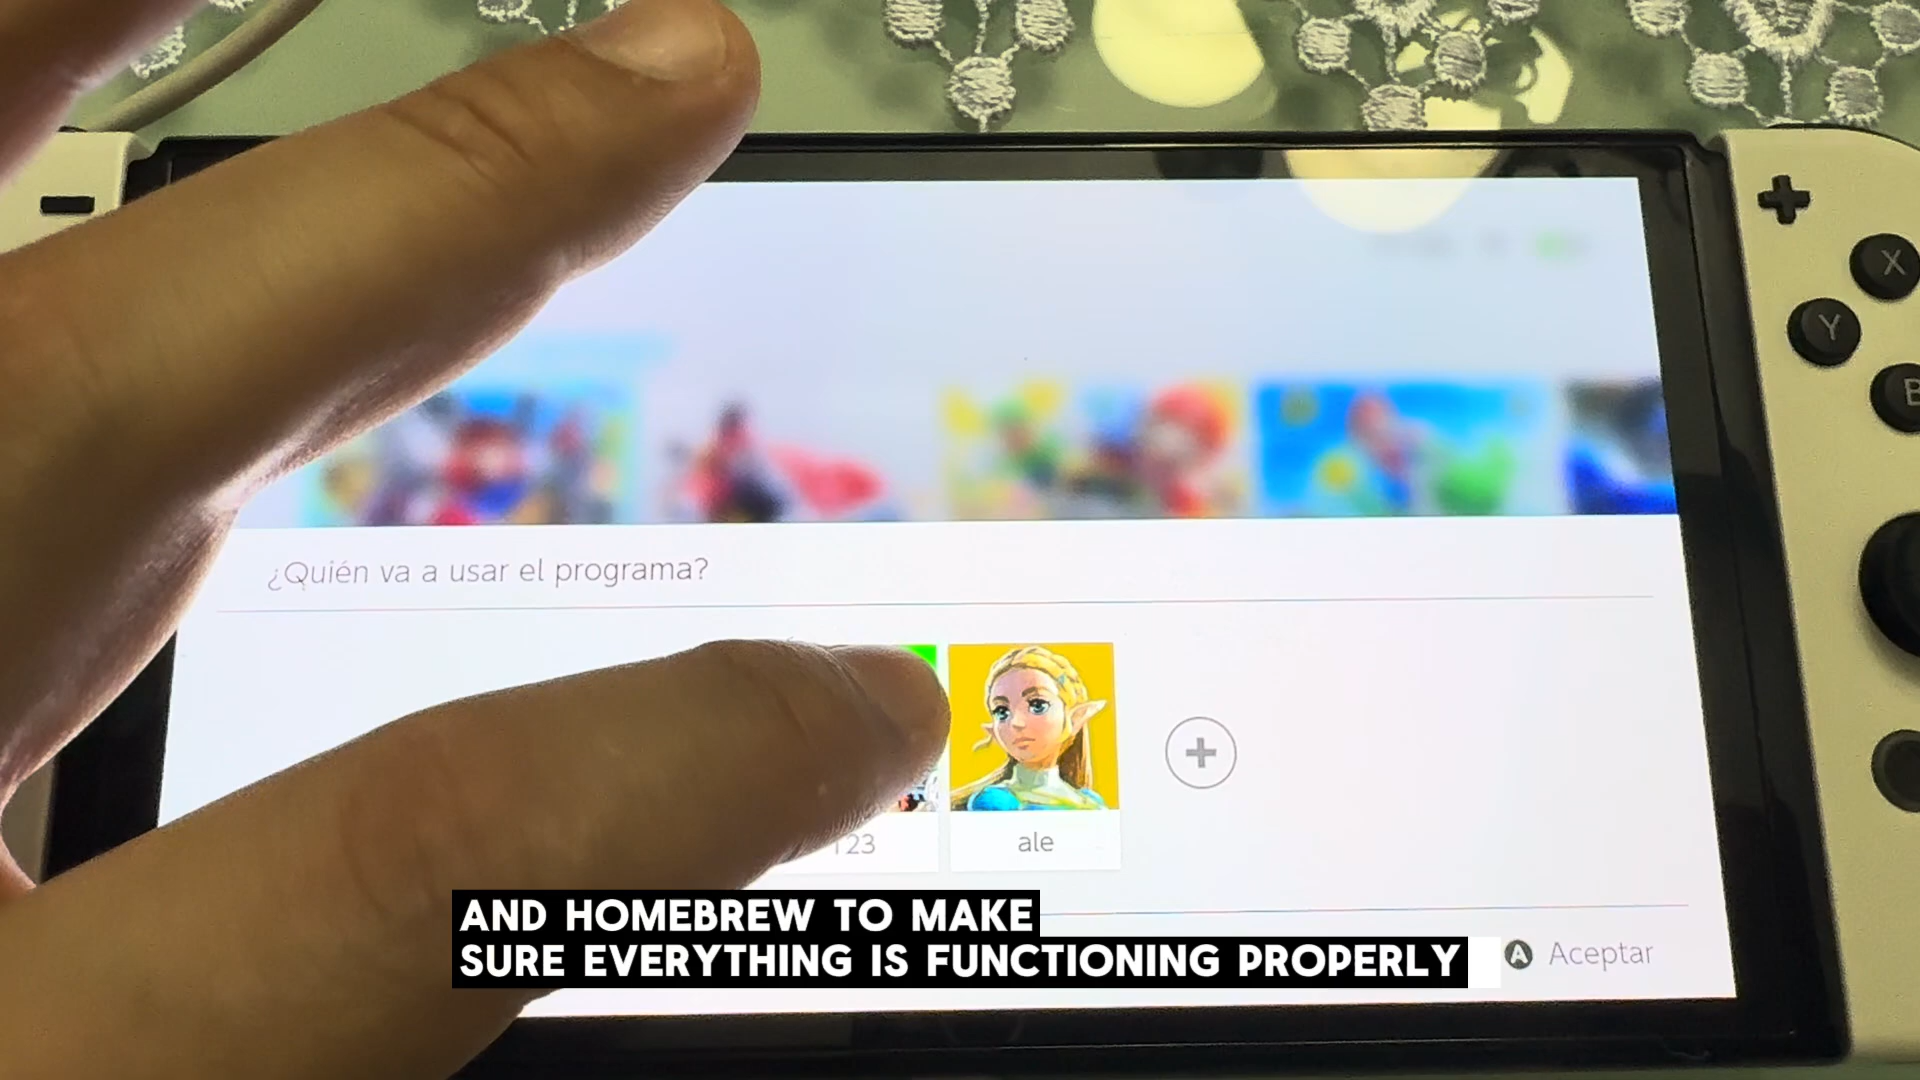 X
Y
B
¿Quién va a usar el programa?
123
ale
AND HOMEBREW TO MAKE
SURE EVERYTHING IS FUNCTIONING PROPERLY
A Aceptar